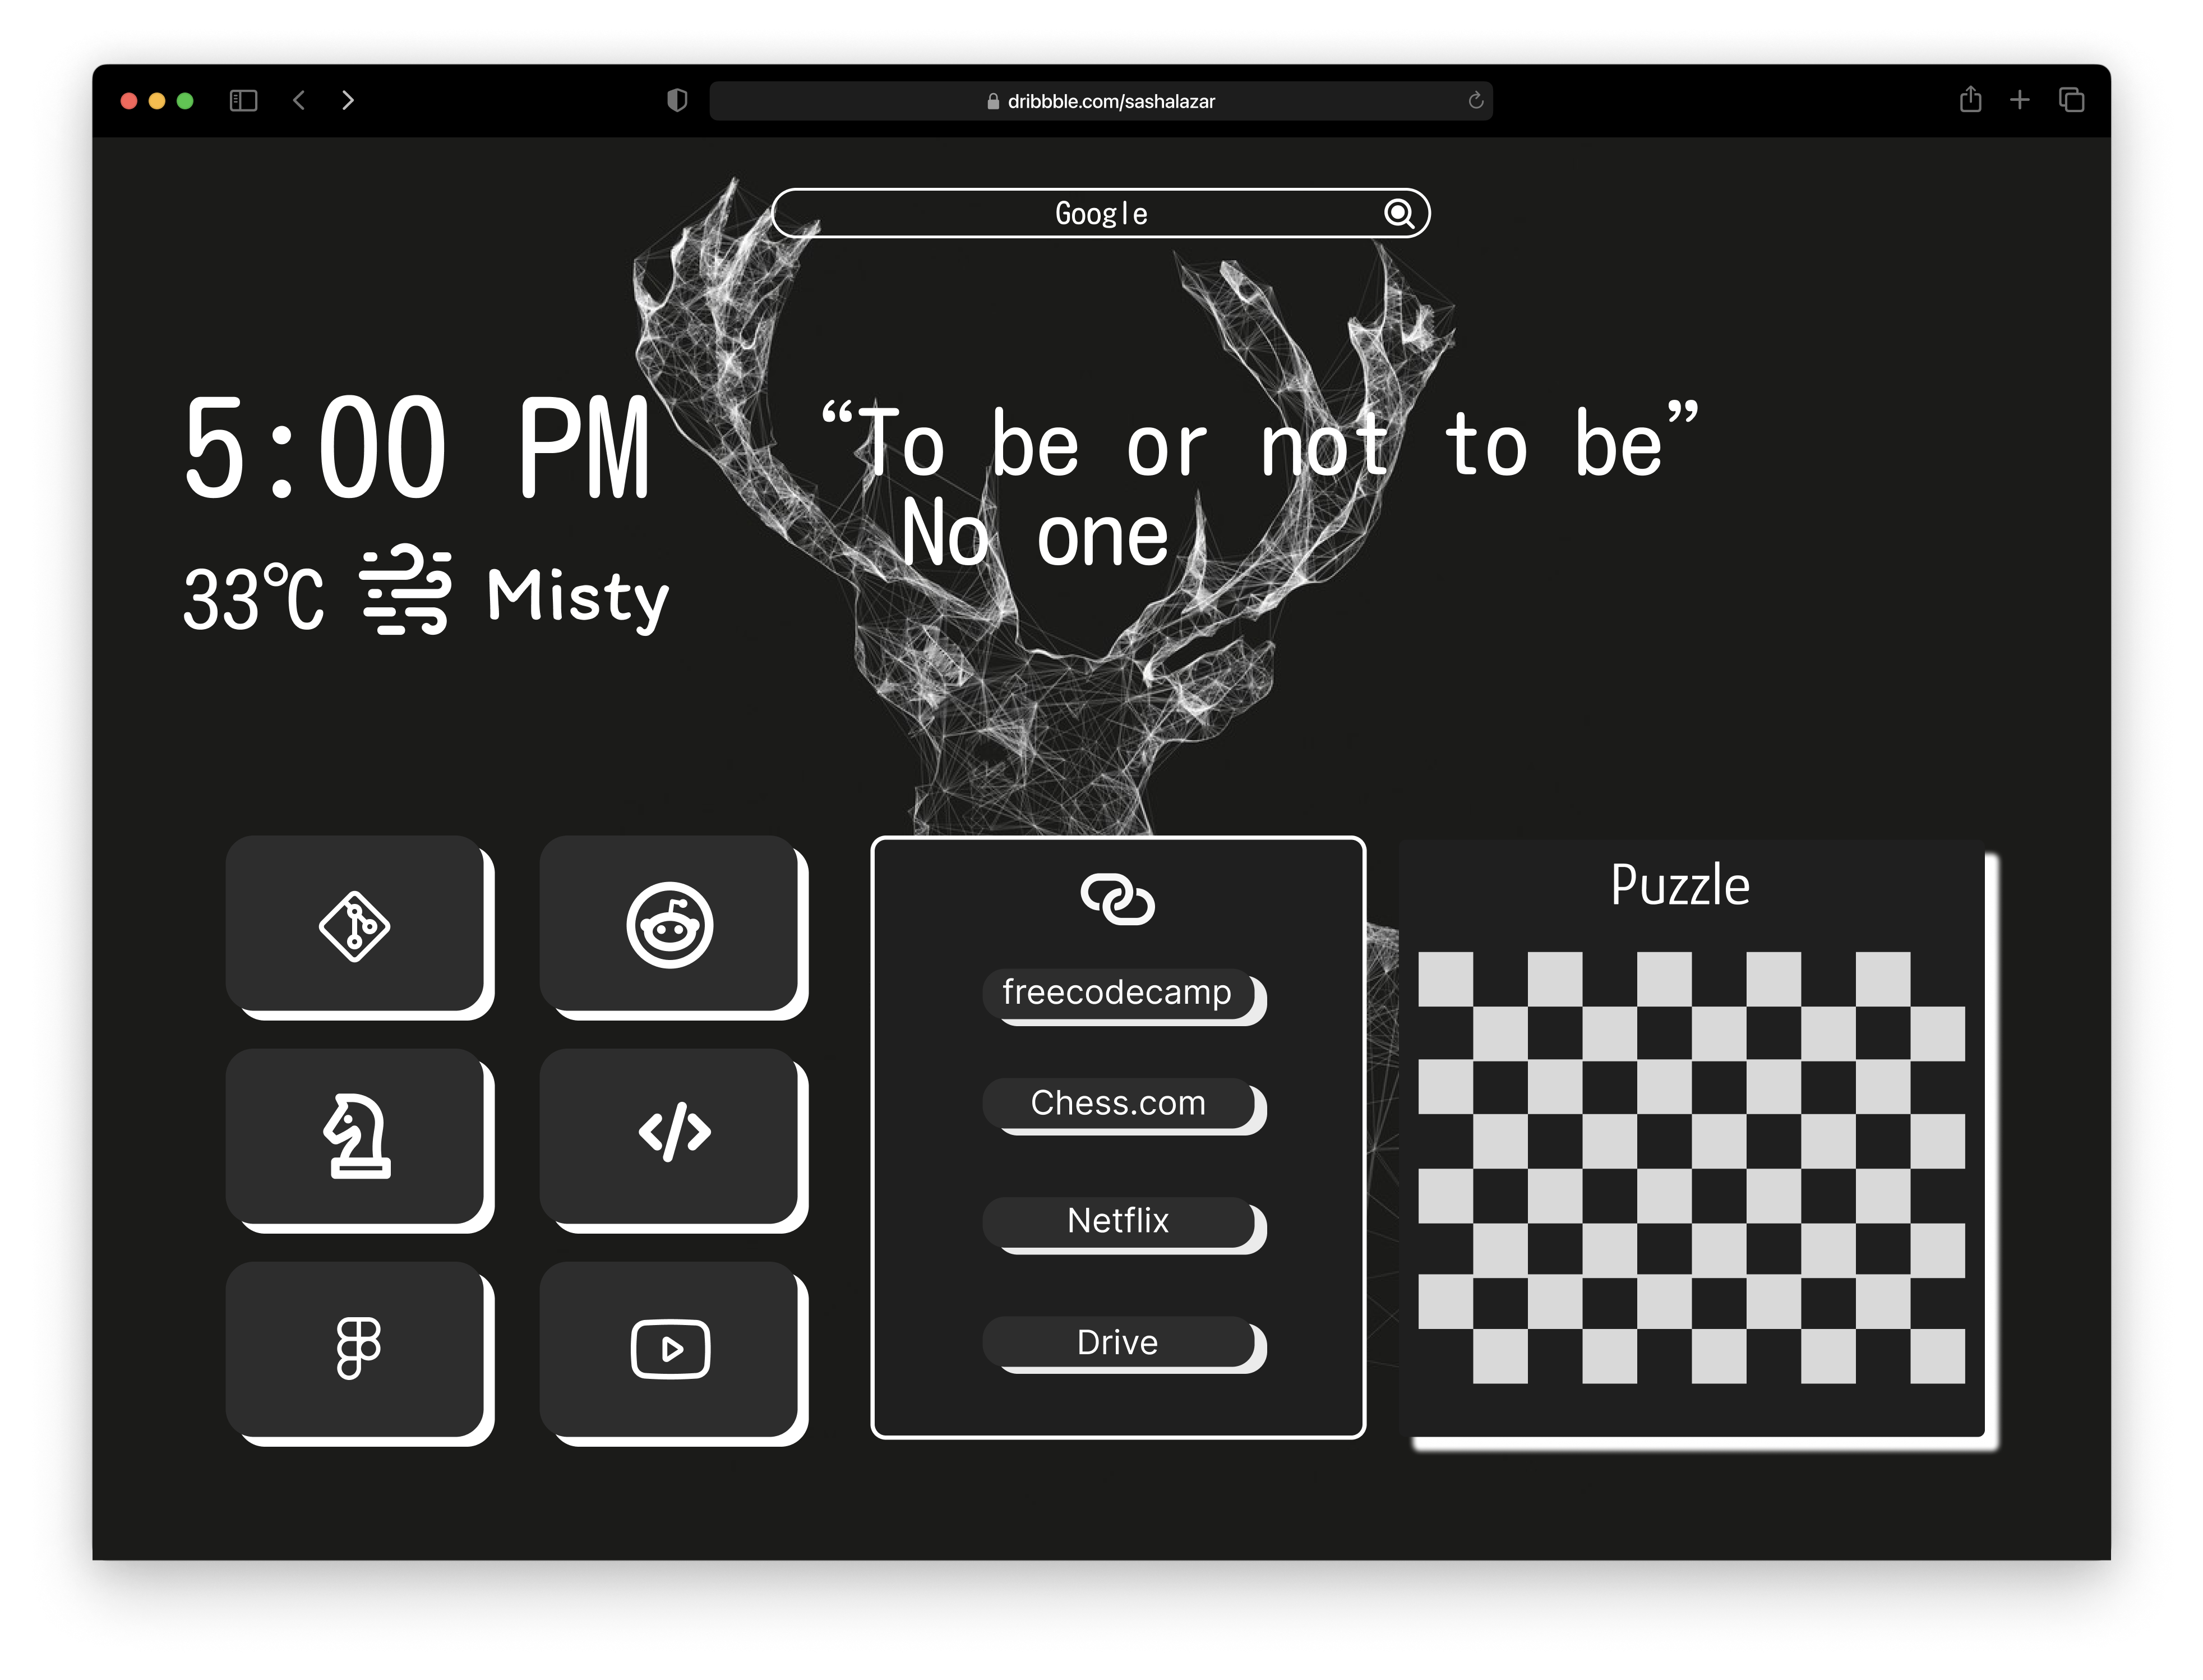 dribbble.com/sashalazar
Google
5:00 PM
“To be or not to be”
No one
33°C
Misty
freecodecamp
Chess.com
Netflix
Drive
Puzzle